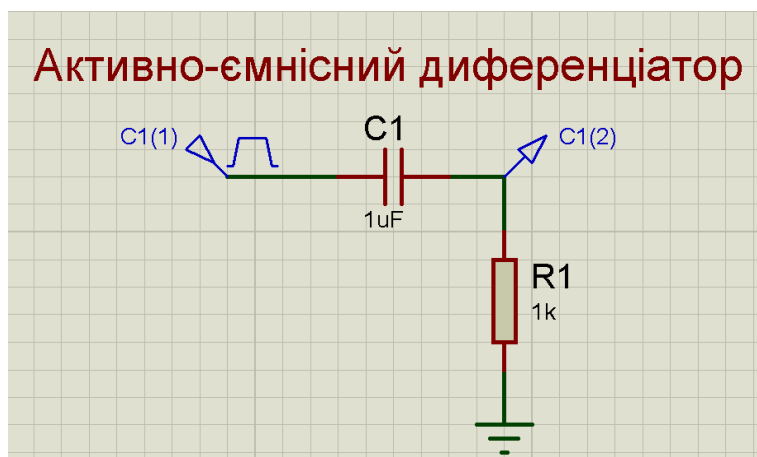 Активно-ємнісний диференціатор
C1
C1(1)
C1(2)
1uF
R1
1k